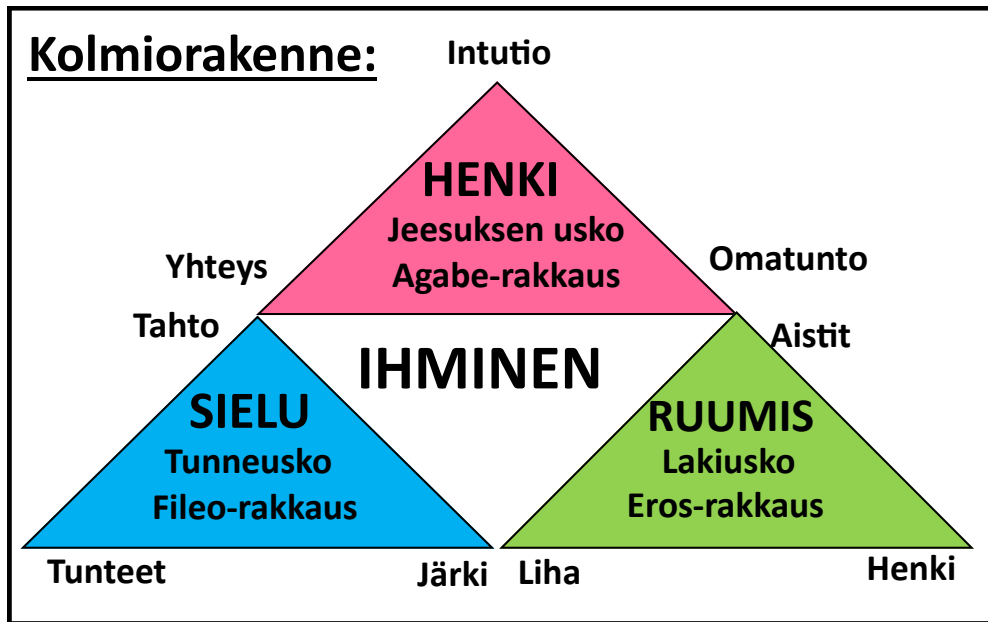 Kolmiorakenne:
Intutio
HENKI
Jeesuksen usko
Agabe-rakkaus
Yhteys
Omatunto
Tahto
Aistit
IHMINEN
SIELU
Tunneusko
Fileo-rakkaus
RUUMIS
Lakiusko
Eros-rakkaus
Tunteet
Järki
Liha
Henki